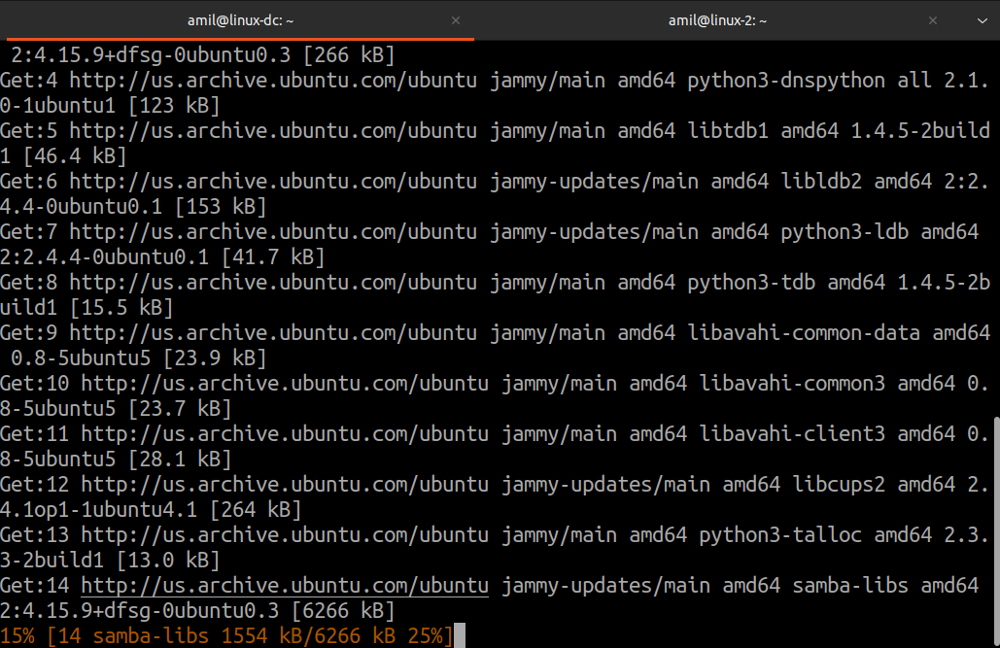 amil@linux-dc: ~ × amil@linux-2: ~ ×
2:4.15.9+dfsg-0ubuntu0.3 [266 kB]
Get:4 http://us.archive.ubuntu.com/ubuntu jammy/main amd64 python3-dnspython all 2.1.
0-1ubuntu1 [123 kB]
Get:5 http://us.archive.ubuntu.com/ubuntu jammy/main amd64 libtdb1 amd64 1.4.5-2build
1 [46.4 kB]
Get:6 http://us.archive.ubuntu.com/ubuntu jammy-updates/main amd64 libldb2 amd64 2:2.
4.4-0ubuntu0.1 [153 kB]
Get:7 http://us.archive.ubuntu.com/ubuntu jammy-updates/main amd64 python3-ldb amd64
2:2.4.4-0ubuntu0.1 [41.7 kB]
Get:8 http://us.archive.ubuntu.com/ubuntu jammy/main amd64 python3-tdb amd64 1.4.5-2b
uild1 [15.5 kB]
Get:9 http://us.archive.ubuntu.com/ubuntu jammy/main amd64 libavahi-common-data amd64
0.8-5ubuntu5 [23.9 kB]
Get:10 http://us.archive.ubuntu.com/ubuntu jammy/main amd64 libavahi-common3 amd64 0.
8-5ubuntu5 [23.7 kB]
Get:11 http://us.archive.ubuntu.com/ubuntu jammy/main amd64 libavahi-client3 amd64 0.
8-5ubuntu5 [28.1 kB]
Get:12 http://us.archive.ubuntu.com/ubuntu jammy-updates/main amd64 libcups2 amd64 2.
4.1op1-1ubuntu4.1 [264 kB]
Get:13 http://us.archive.ubuntu.com/ubuntu jammy/main amd64 python3-talloc amd64 2.3.
3-2build1 [13.0 kB]
Get:14 http://us.archive.ubuntu.com/ubuntu jammy-updates/main amd64 samba-libs amd64
2:4.15.9+dfsg-0ubuntu0.3 [6266 kB]
15% [14 samba-libs 1554 kB/6266 kB 25%]